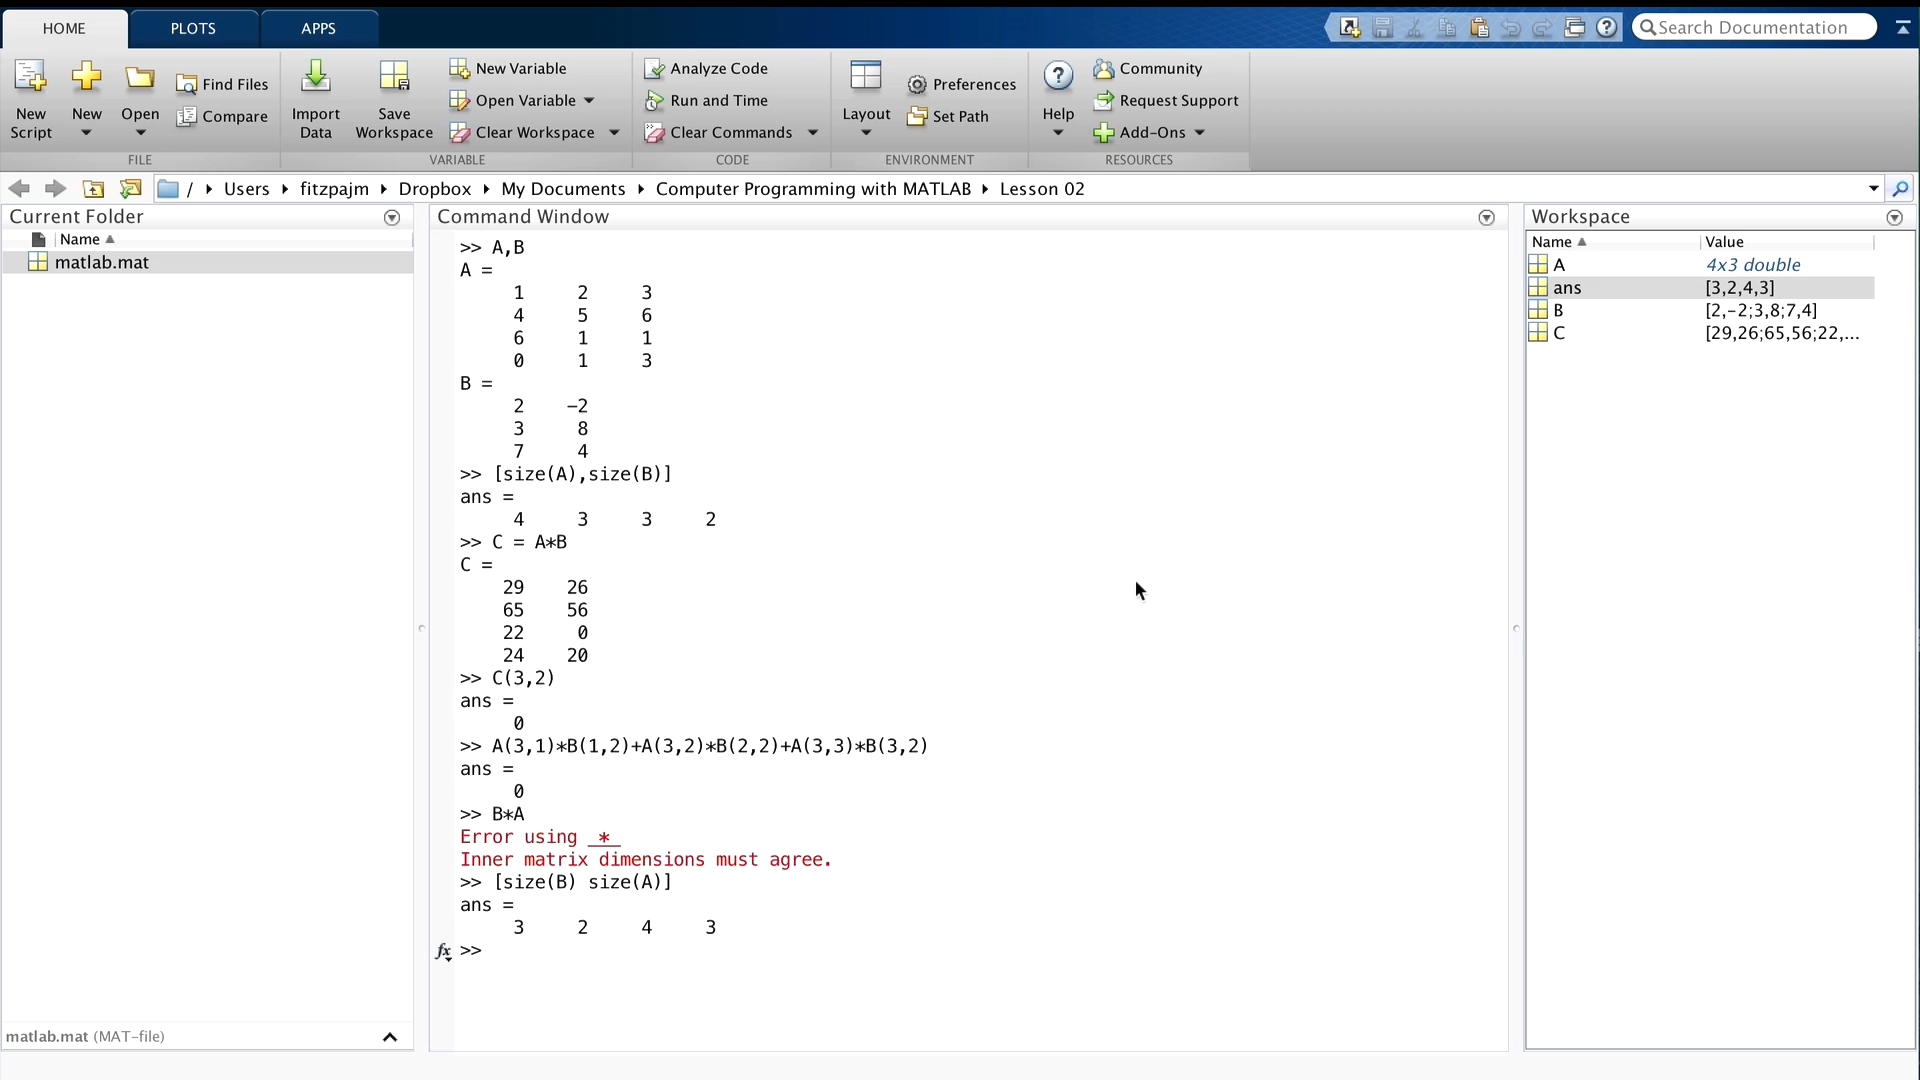 HOME PLOTS APPS
Search Documentation
New Script
New
Open
Find Files
Compare
Import Data
Save Workspace
New Variable
Open Variable
Clear Workspace
Analyze Code
Run and Time
Clear Commands
Layout
Preferences
Set Path
Help
Community
Request Support
Add-Ons
FILE VARIABLE CODE ENVIRONMENT RESOURCES
/ Users fitzpajm Dropbox My Documents Computer Programming with MATLAB Lesson 02
Current Folder
Name
matlab.mat
matlab.mat (MAT-file)
Command Window
>> A,B
A =
1 2 3
4 5 6
6 1 1
0 1 3
B =
2 -2
3 8
7 4
>> [size(A),size(B)]
ans =
4 3 3 2
>> C = A*B
C =
29 26
65 56
22 0
24 20
>> C(3,2)
ans =
0
>> A(3,1)*B(1,2)+A(3,2)*B(2,2)+A(3,3)*B(3,2)
ans =
0
>> B*A
Error using _*_
Inner matrix dimensions must agree.
>> [size(B) size(A)]
ans =
3 2 4 3
fx >>
Workspace
Name Value
A 4x3 double
ans [3,2,4,3]
B [2,-2;3,8;7,4]
C [29,26;65,56;22,...